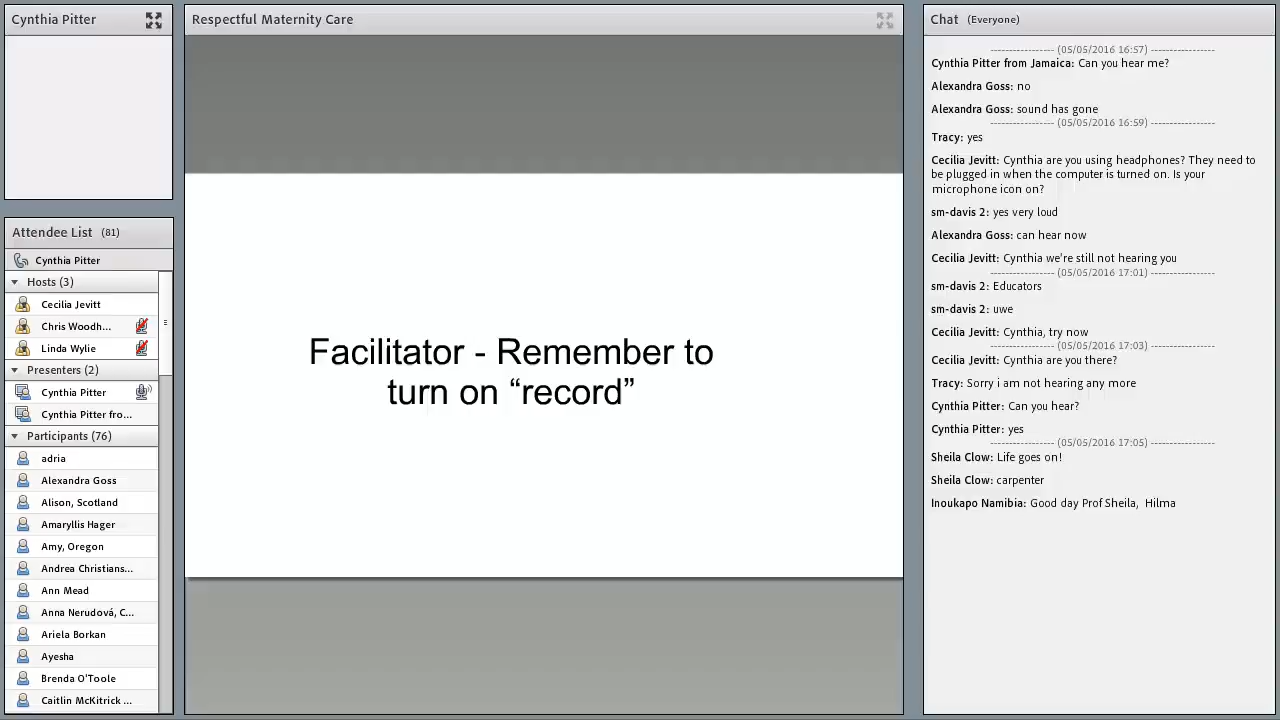 Cynthia Pitter
Attendee List (81)
Cynthia Pitter
Hosts (3)
Cecilia Jevitt
Chris Woodh...
Linda Wylie
Presenters (2)
Cynthia Pitter
Cynthia Pitter fro...
Participants (76)
adria
Alexandra Goss
Alison, Scotland
Amaryllis Hager
Amy, Oregon
Andrea Christians...
Ann Mead
Anna Nerudová, C...
Ariela Borkan
Ayesha
Brenda O'Toole
Caitlin McKitrick ...
Respectful Maternity Care
Facilitator - Remember to
turn on “record”
Chat (Everyone)
------------------ (05/05/2016 16:57) ------------------
Cynthia Pitter from Jamaica: Can you hear me?
Alexandra Goss: no
Alexandra Goss: sound has gone
------------------ (05/05/2016 16:59) ------------------
Tracy: yes
Cecilia Jevitt: Cynthia are you using headphones? They need to
be plugged in when the computer is turned on. Is your
microphone icon on?
sm-davis 2: yes very loud
Alexandra Goss: can hear now
Cecilia Jevitt: Cynthia we're still not hearing you
------------------ (05/05/2016 17:01) ------------------
sm-davis 2: Educators
sm-davis 2: uwe
Cecilia Jevitt: Cynthia, try now
------------------ (05/05/2016 17:03) ------------------
Cecilia Jevitt: Cynthia are you there?
Tracy: Sorry i am not hearing any more
Cynthia Pitter: Can you hear?
Cynthia Pitter: yes
------------------ (05/05/2016 17:05) ------------------
Sheila Clow: Life goes on!
Sheila Clow: carpenter
Inoukapo Namibia: Good day Prof Sheila, Hilma